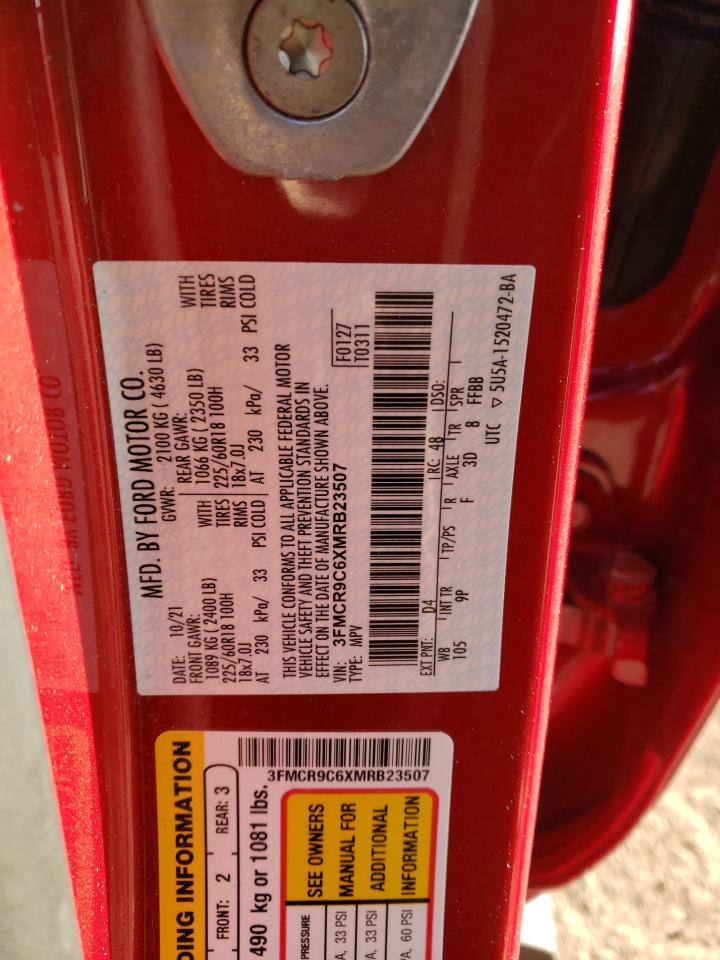 MFD. BY FORD MOTOR CO.
DATE: 10/21
GVWR: 2100 KG ( 4630 LB)
FRONT GAWR: REAR GAWR:
1089 KG ( 2400 LB) WITH 1066 KG ( 2350 LB) WITH
225/60R18 100H TIRES 225/60R18 100H TIRES
18x7.0J RIMS 18x7.0J RIMS
AT 230 kPa/ 33 PSI COLD AT 230 kPa/ 33 PSI COLD
THIS VEHICLE CONFORMS TO ALL APPLICABLE FEDERAL MOTOR
VEHICLE SAFETY AND THEFT PREVENTION STANDARDS IN
EFFECT ON THE DATE OF MANUFACTURE SHOWN ABOVE.
VIN: 3FMCR9C6XMRB23507
TYPE: MPV
F0127
T0311
EXT PNT: D4 RC: 4B DSO:
WB INT TR TP/PS R AXLE TR SPR
105 9P F 3D 8 FFBB
UTC ▽ 5U5A-1520472-BA
3FMCR9C6XMRB23507
DING INFORMATION
FRONT: 2 REAR: 3
490 kg or 1081 lbs.
PRESSURE
A, 33 PSI
A, 33 PSI
PA, 60 PSI
SEE OWNERS
MANUAL FOR
ADDITIONAL
INFORMATION